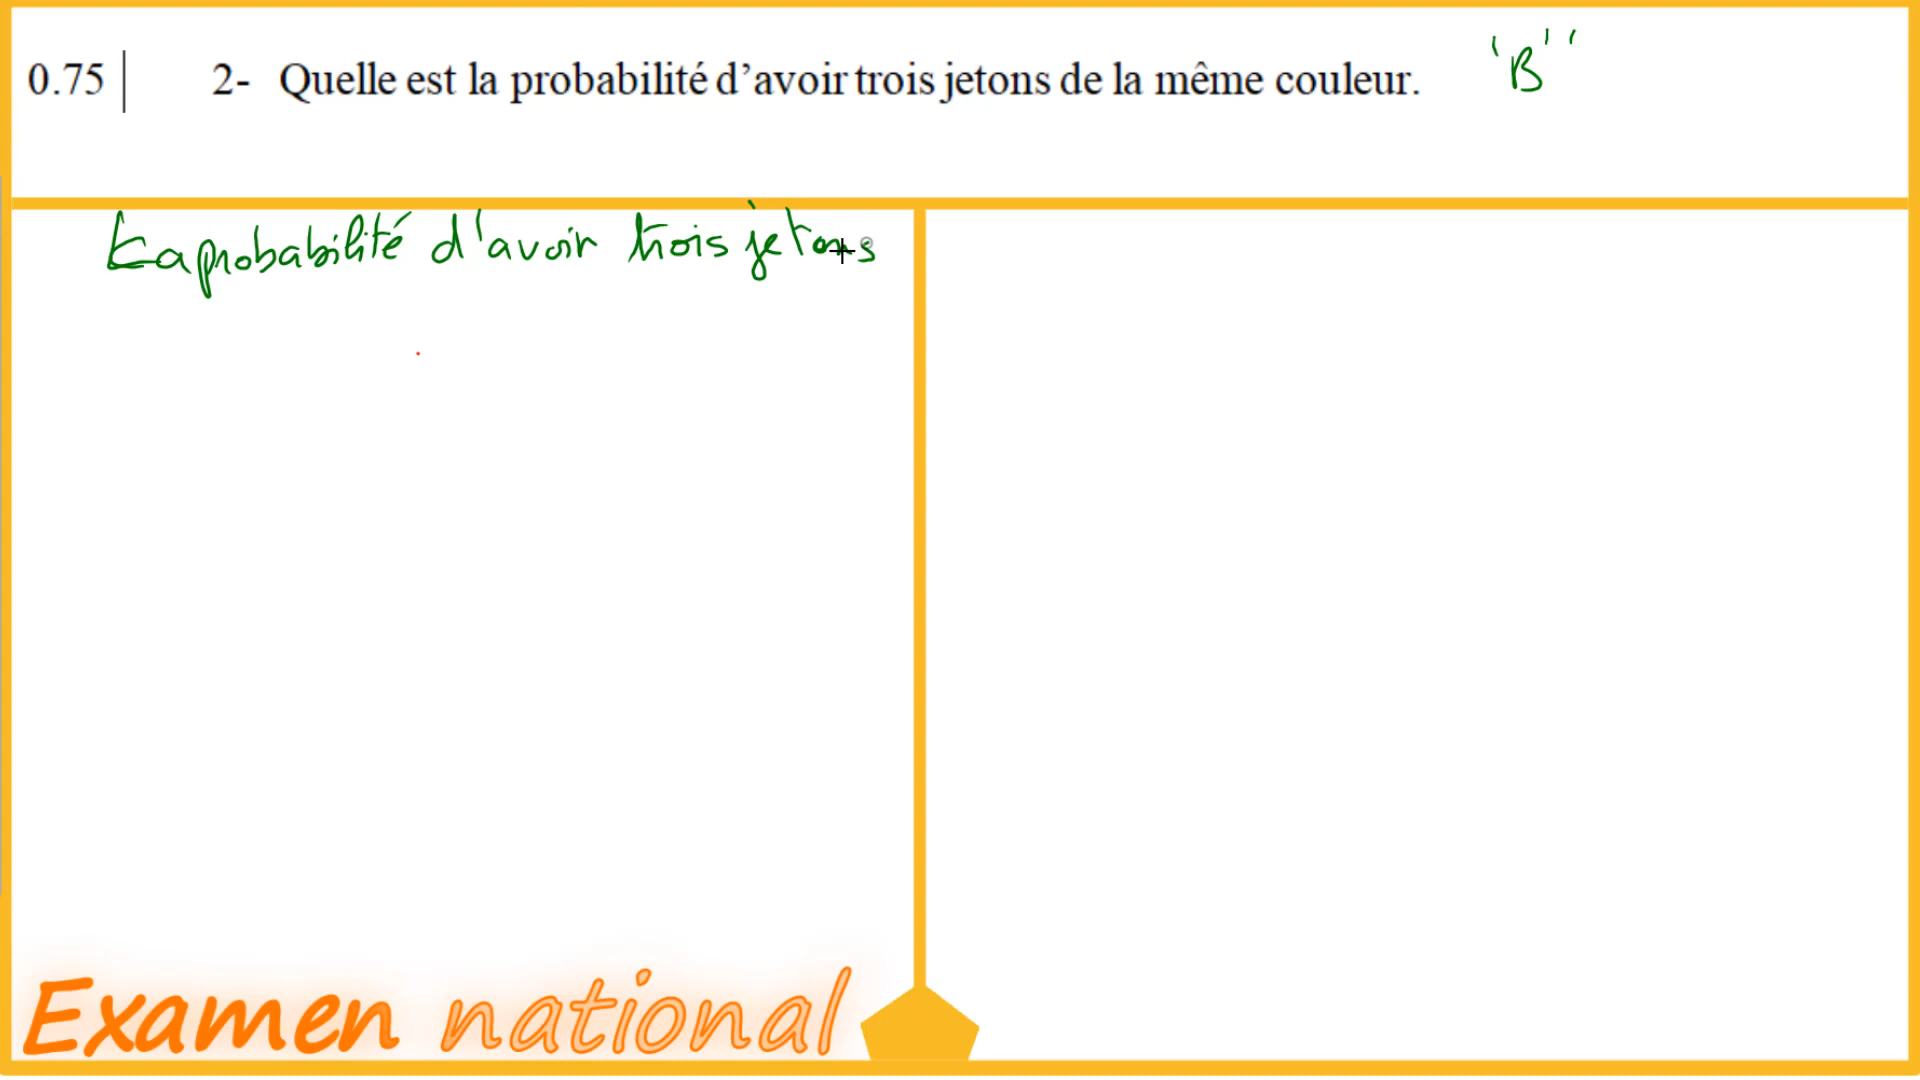 0.75 | 2- Quelle est la probabilité d’avoir trois jetons de la même couleur. 'B''
La probabilité d'avoir trois jetons
Examen national